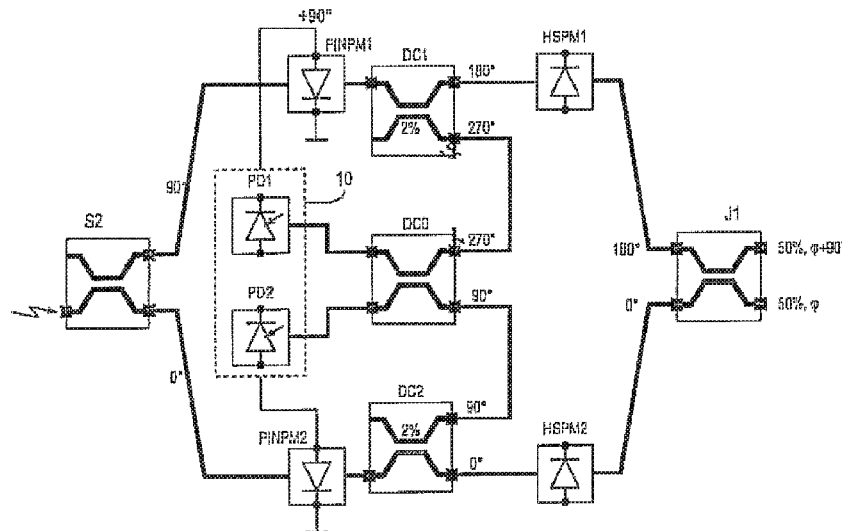 +90°
PINPM1
DC1
180°
HSPM1
2%
270°
90°
PD1
10
S2
DC0
270°
J1
180°
50%, φ+90°
PD2
90°
0°
50%, φ
0°
DC2
90°
HSPM2
PINPM2
2%
0°